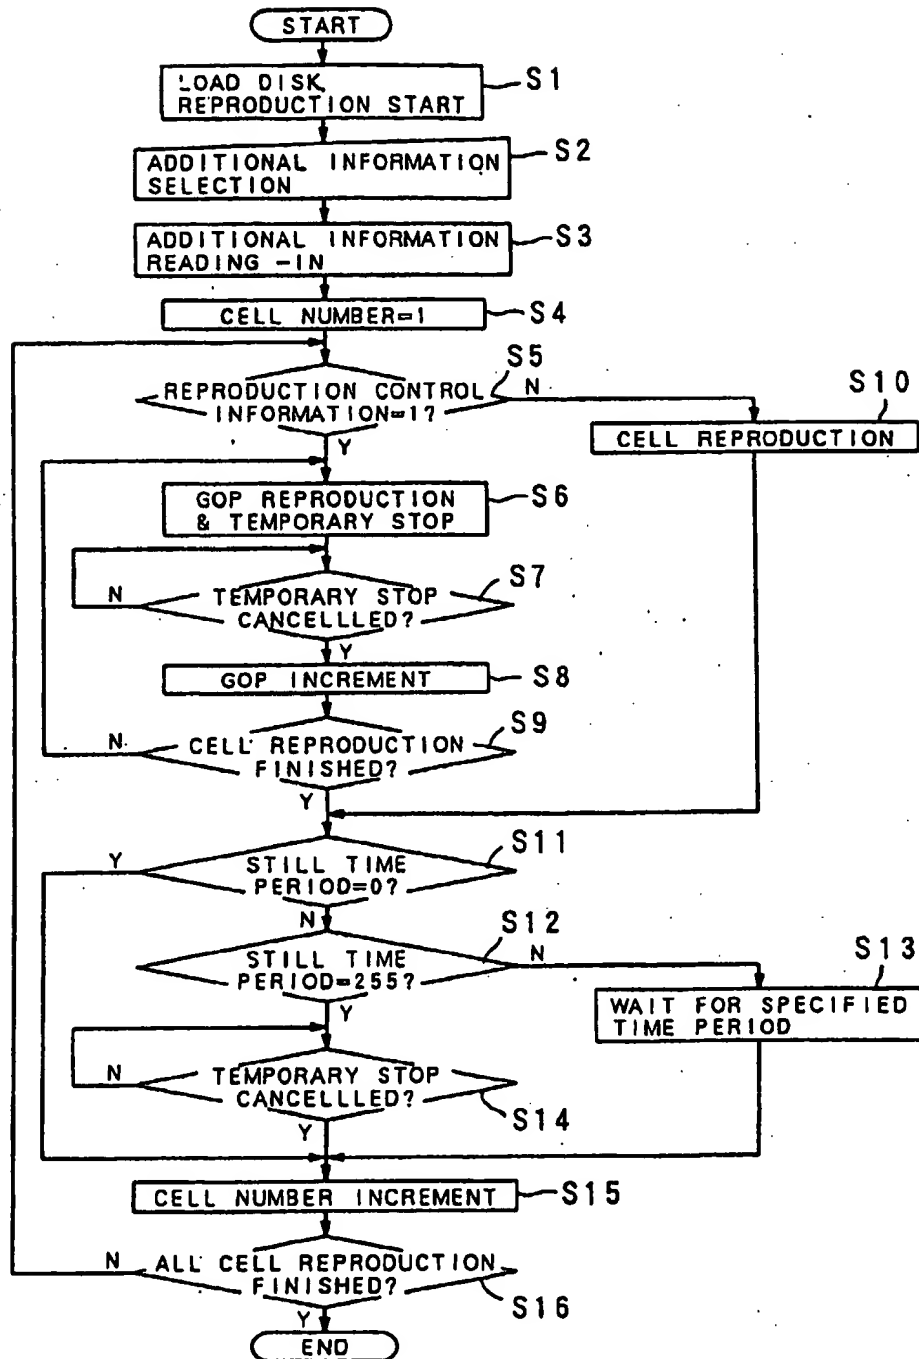 START
LOAD DISK
REPRODUCTION START
S1
ADDITIONAL INFORMATION
SELECTION
S2
ADDITIONAL INFORMATION
READING -IN
S3
CELL NUMBER=1
S4
REPRODUCTION CONTROL
INFORMATION=1?
S5
N
Y
S10
CELL REPRODUCTION
GOP REPRODUCTION
& TEMPORARY STOP
S6
TEMPORARY STOP
CANCELLLED?
S7
N
Y
GOP INCREMENT
S8
CELL REPRODUCTION
FINISHED?
S9
N
Y
STILL TIME
PERIOD=0?
S11
Y
N
STILL TIME
PERIOD=255?
S12
N
Y
S13
WAIT FOR SPECIFIED
TIME PERIOD
TEMPORARY STOP
CANCELLLED?
N
S14
Y
CELL NUMBER INCREMENT
S15
N
ALL CELL REPRODUCTION
FINISHED?
S16
Y
END